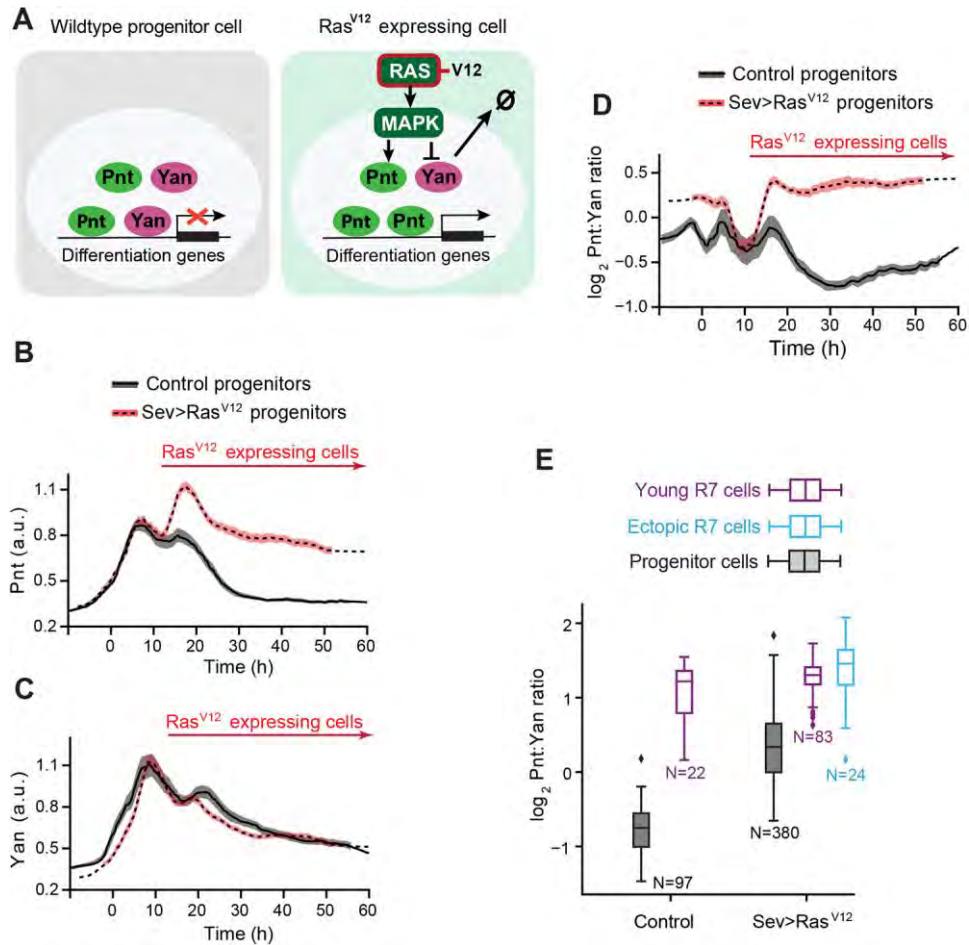 A
Wildtype progenitor cell
Pnt Yan
Pnt Yan
Differentiation genes
Ras^V12 expressing cell
RAS V12
MAPK
Ø
Pnt Yan
Pnt Pnt
Differentiation genes
B
Control progenitors
Sev>Ras^V12 progenitors
Ras^V12 expressing cells
Pnt (a.u.)
1.1
0.8
0.5
0.2
0 10 20 30 40 50 60
Time (h)
C
Ras^V12 expressing cells
Yan (a.u.)
1.1
0.8
0.5
0.2
0 10 20 30 40 50 60
Time (h)
D
Control progenitors
Sev>Ras^V12 progenitors
Ras^V12 expressing cells
log₂ Pnt:Yan ratio
0.5
0.0
−0.5
−1.0
0 10 20 30 40 50 60
Time (h)
E
Young R7 cells
Ectopic R7 cells
Progenitor cells
log₂ Pnt:Yan ratio
2
1
0
−1
N=97
N=22
N=380
N=83
N=24
Control Sev>Ras^V12